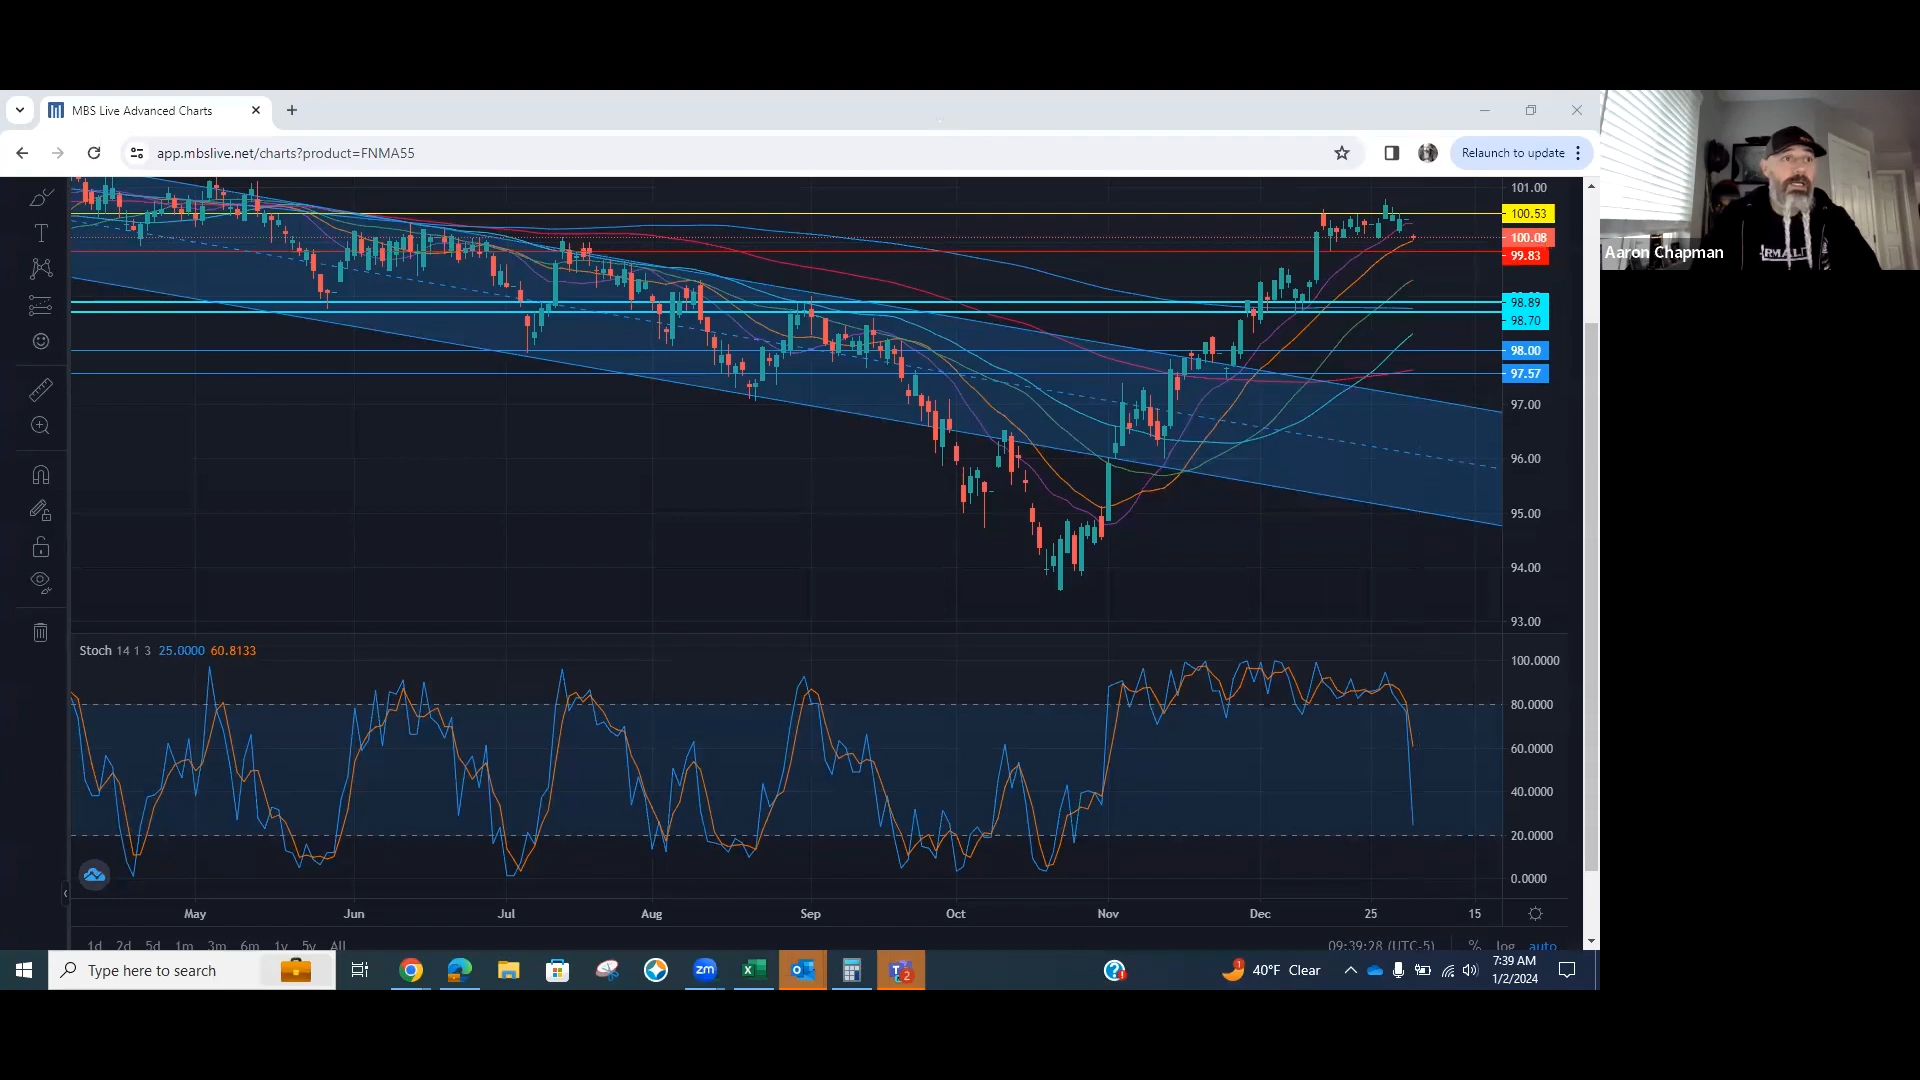 MBS Live Advanced Charts
app.mbslive.net/charts?product=FNMA55
Relaunch to update
101.00
100.53
100.08
99.83
98.89
98.70
98.00
97.57
97.00
96.00
95.00
94.00
93.00
Stoch 14 1 3 25.0000 60.8133
100.0000
80.0000
60.0000
40.0000
20.0000
0.0000
May Jun Jul Aug Sep Oct Nov Dec 25 15
1d 2d 5d 1m 3m 6m 1y 5y All
09:39:28 (UTC-5) % log auto
Type here to search
zm
2
1
40°F Clear
7:39 AM
1/2/2024
Aaron Chapman